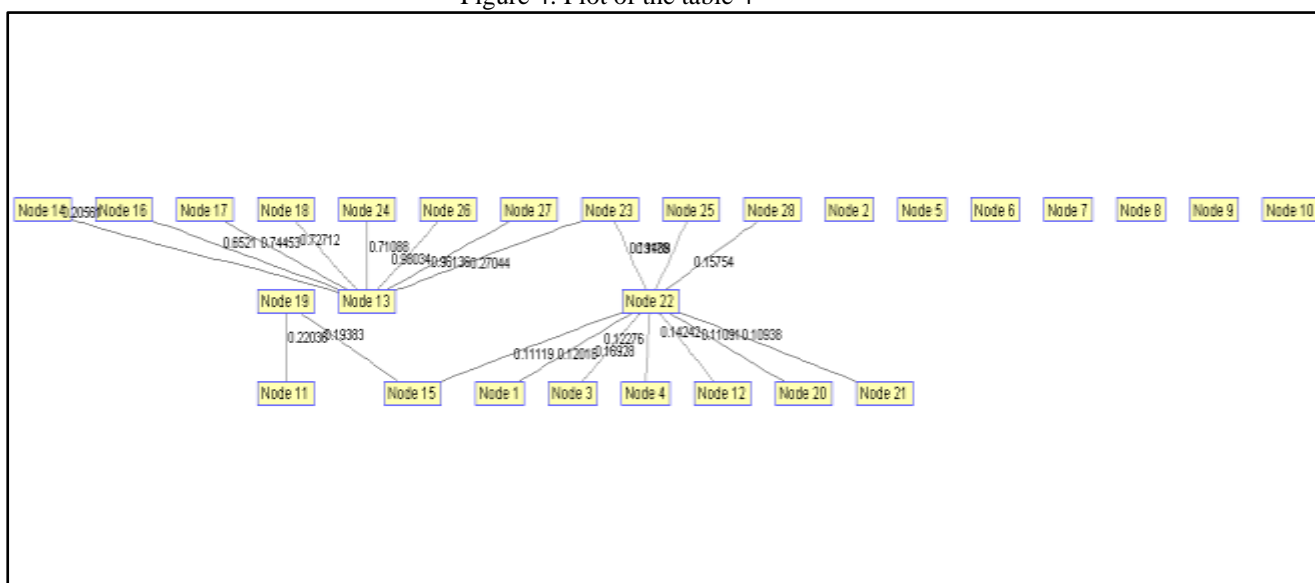 Figure 4: Plot of the table 4
Node 14 0.20561 Node 16 Node 17 Node 18 Node 24 Node 26 Node 27 Node 23 Node 25 Node 28 Node 2 Node 5 Node 6 Node 7 Node 8 Node 9 Node 10
0.6521 0.74453 0.72712 0.71088 0.98034 0.96136 0.27044 0.15754
Node 19 Node 13 Node 22
0.22036 0.19383 0.11119 0.12018 0.16928 0.12276 0.14242 0.11091 0.10938
Node 11 Node 15 Node 1 Node 3 Node 4 Node 12 Node 20 Node 21